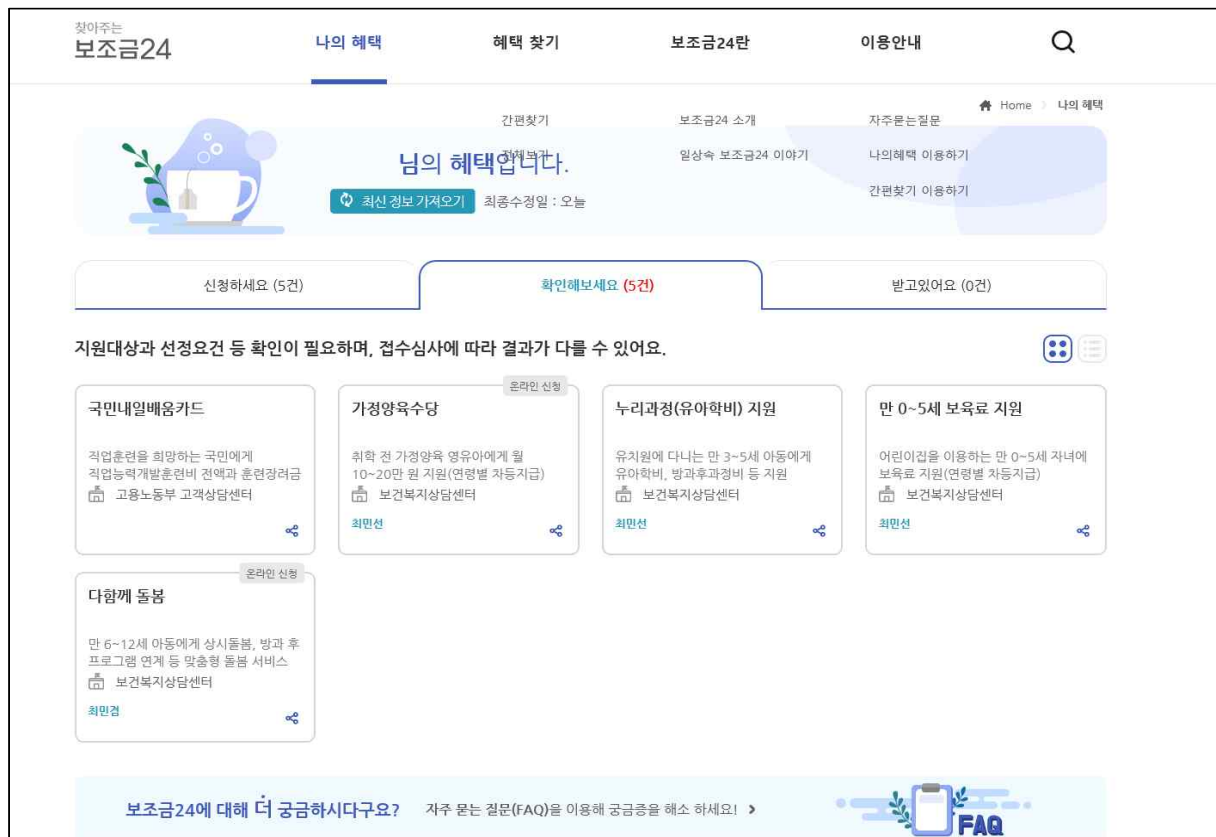 찾아주는
보조금24
나의 혜택
혜택 찾기
보조금24란
이용안내
Home 나의 혜택
간편찾기
전체보기
보조금24 소개
일상속 보조금24 이야기
자주묻는질문
나의혜택 이용하기
간편찾기 이용하기
님의 혜택입니다.
최신 정보 가져오기 최종수정일 : 오늘
신청하세요 (5건)
확인해보세요 (5건)
받고있어요 (0건)
지원대상과 선정요건 등 확인이 필요하며, 접수심사에 따라 결과가 다를 수 있어요.
국민내일배움카드
직업훈련을 희망하는 국민에게
직업능력개발훈련비 전액과 훈련장려금
고용노동부 고객상담센터
온라인 신청
가정양육수당
취학 전 가정양육 영유아에게 월
10~20만 원 지원(연령별 차등지급)
보건복지상담센터
최민선
누리과정(유아학비) 지원
유치원에 다니는 만 3~5세 아동에게
유아학비, 방과후과정비 등 지원
보건복지상담센터
최민선
만 0~5세 보육료 지원
어린이집을 이용하는 만 0~5세 자녀에
보육료 지원(연령별 차등지급)
보건복지상담센터
최민선
온라인 신청
다함께 돌봄
만 6~12세 아동에게 상시돌봄, 방과 후
프로그램 연계 등 맞춤형 돌봄 서비스
보건복지상담센터
최민겸
보조금24에 대해 더 궁금하시다구요?
자주 묻는 질문(FAQ)을 이용해 궁금증을 해소 하세요!
FAQ